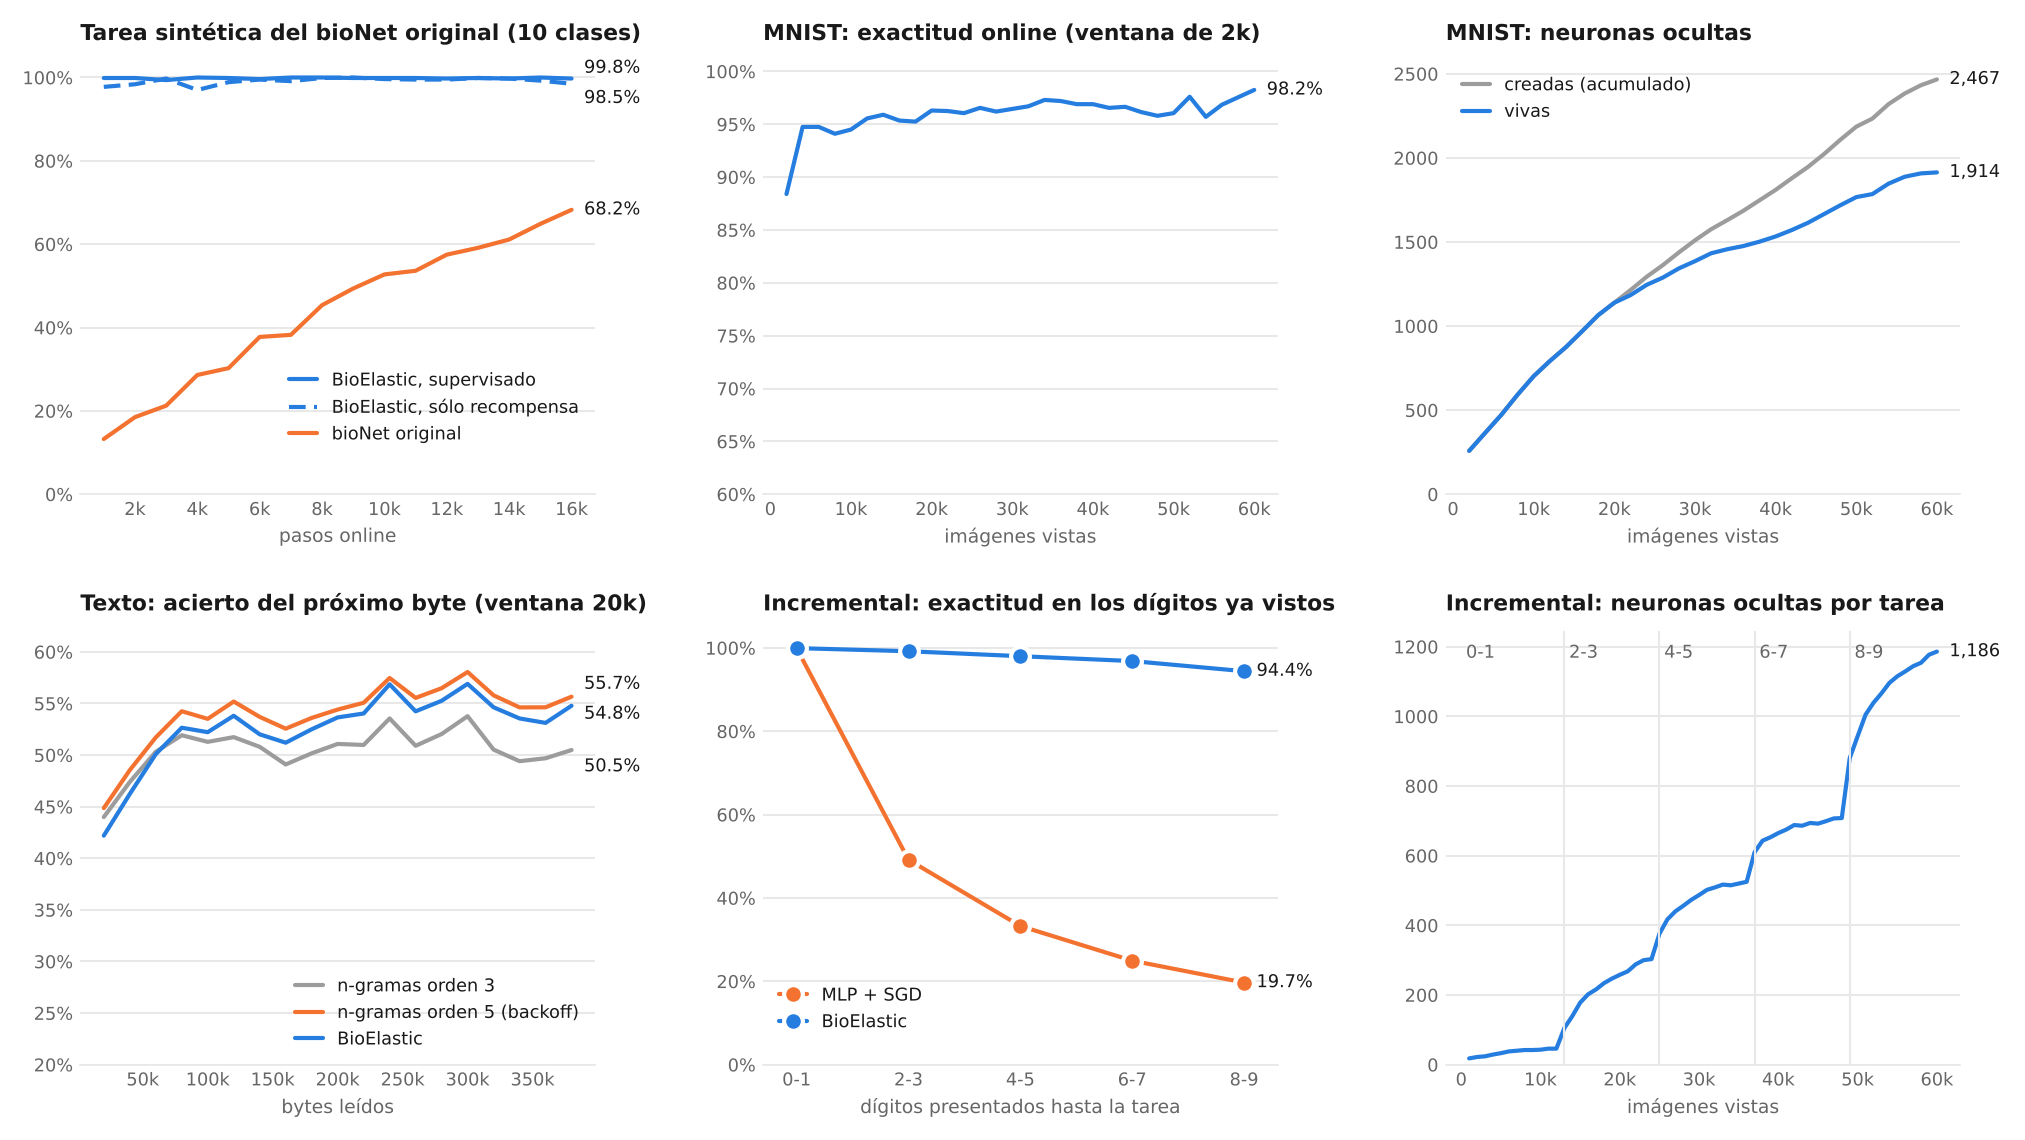 Tarea sintética del bioNet original (10 clases)
100%
80%
60%
40%
20%
0%
99.8%
98.5%
68.2%
BioElastic, supervisado
BioElastic, sólo recompensa
bioNet original
2k 4k 6k 8k 10k 12k 14k 16k
pasos online
MNIST: exactitud online (ventana de 2k)
100%
95%
90%
85%
80%
75%
70%
65%
60%
98.2%
0 10k 20k 30k 40k 50k 60k
imágenes vistas
MNIST: neuronas ocultas
2500
2000
1500
1000
500
0
creadas (acumulado)
vivas
2,467
1,914
0 10k 20k 30k 40k 50k 60k
imágenes vistas
Texto: acierto del próximo byte (ventana 20k)
60%
55%
50%
45%
40%
35%
30%
25%
20%
55.7%
54.8%
50.5%
n-gramas orden 3
n-gramas orden 5 (backoff)
BioElastic
50k 100k 150k 200k 250k 300k 350k
bytes leídos
Incremental: exactitud en los dígitos ya vistos
100%
80%
60%
40%
20%
0%
94.4%
19.7%
MLP + SGD
BioElastic
0-1 2-3 4-5 6-7 8-9
dígitos presentados hasta la tarea
Incremental: neuronas ocultas por tarea
1200
1000
800
600
400
200
0
0-1 2-3 4-5 6-7 8-9
1,186
0 10k 20k 30k 40k 50k 60k
imágenes vistas